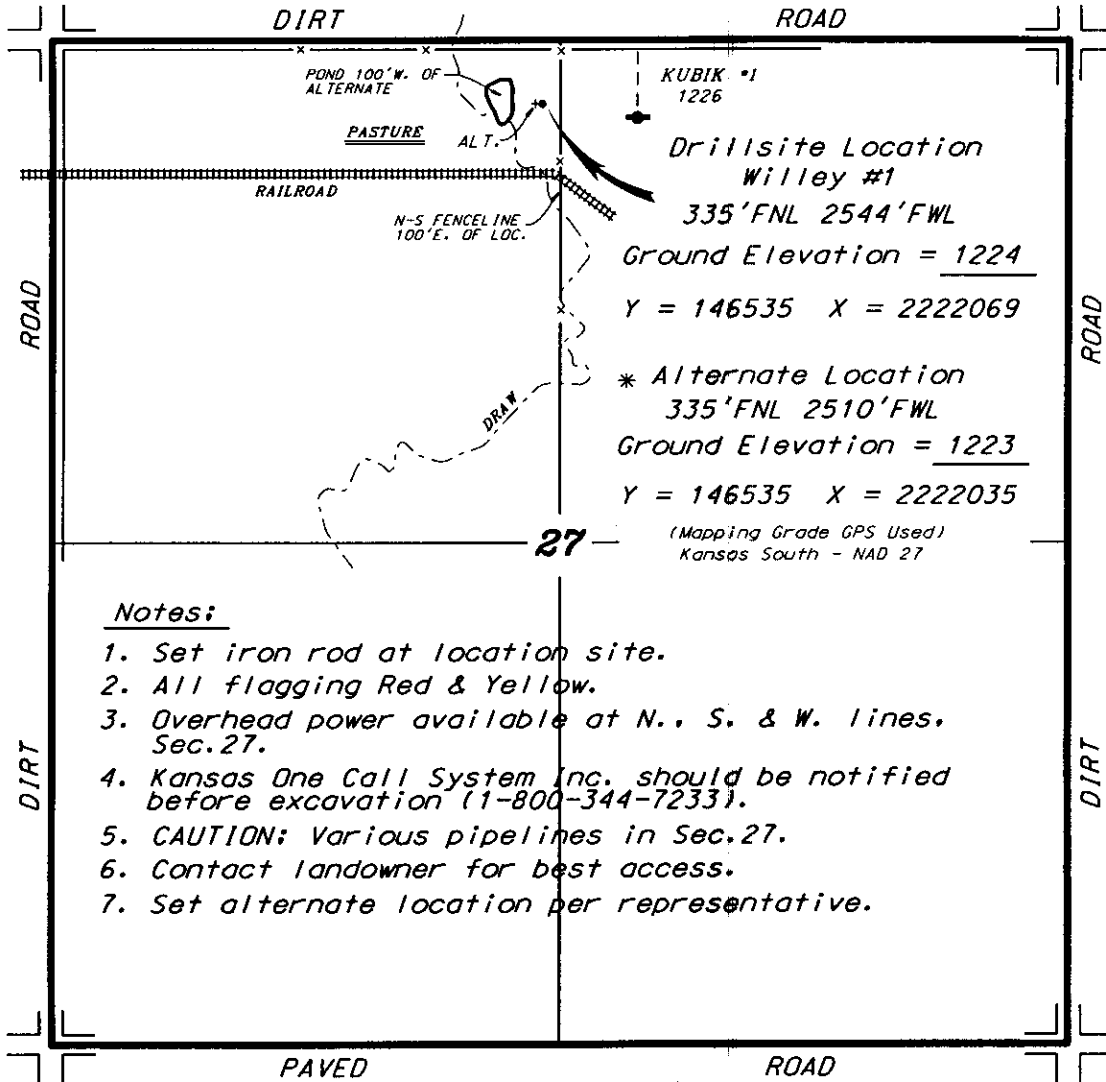 DIRT ROAD
POND 100'W. OF
ALTERNATE
KUBIK #1
1226
PASTURE
ALT.
Drillsite Location
Willey #1
RAILROAD
335'FNL 2544'FWL
N-S FENCELINE
100'E. OF LOC.
Ground Elevation = 1224
ROAD
ROAD
Y = 146535 X = 2222069
* Alternate Location
335'FNL 2510'FWL
DRAW
Ground Elevation = 1223
Y = 146535 X = 2222035
(Mapping Grade GPS Used)
Kansas South - NAD 27
27
Notes:
1. Set iron rod at location site.
2. All flagging Red & Yellow.
3. Overhead power available at N., S. & W. lines,
Sec.27.
4. Kansas One Call System Inc. should be notified
before excavation (1-800-344-7233).
5. CAUTION: Various pipelines in Sec.27.
6. Contact landowner for best access.
7. Set alternate location per representative.
DIRT
DIRT
PAVED ROAD